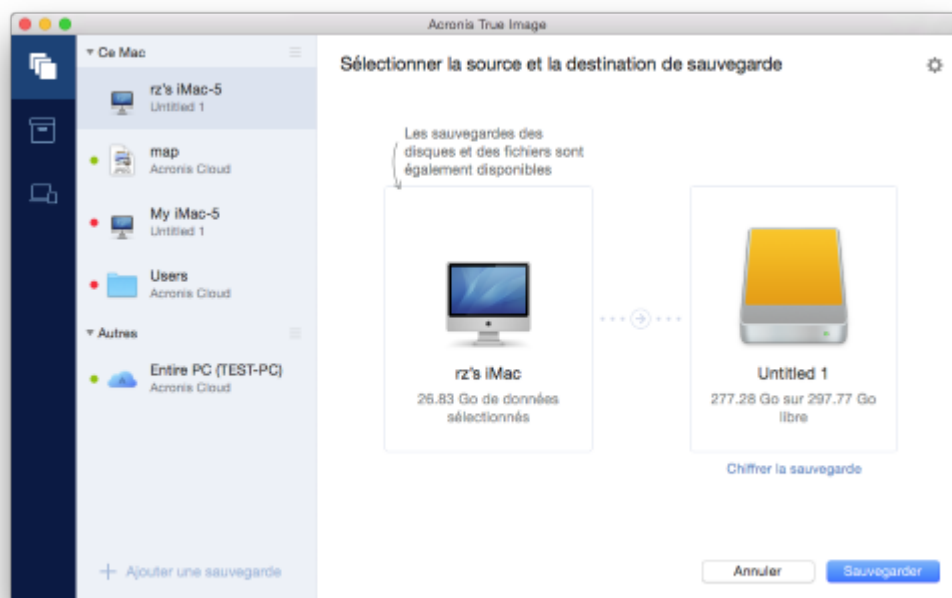 Acronis True Image
Ce Mac
rz's iMac-5
Untitled 1
map
Acronis Cloud
My iMac-5
Untitled 1
Users
Acronis Cloud
Autres
Entire PC (TEST-PC)
Acronis Cloud
Ajouter une sauvegarde
Sélectionner la source et la destination de sauvegarde
Les sauvegardes des
disques et des fichiers sont
également disponibles
rz's iMac
26.83 Go de données
sélectionnés
Untitled 1
277.28 Go sur 297.77 Go
libre
Chiffrer la sauvegarde
Annuler
Sauvegarder